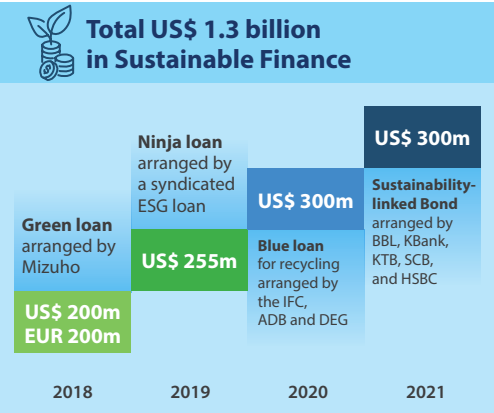 Total US$ 1.3 billion
in Sustainable Finance
Green loan
arranged by
Mizuho
US$ 200m
EUR 200m
2018
Ninja loan
arranged by
a syndicated
ESG loan
US$ 255m
2019
US$ 300m
Blue loan
for recycling
arranged by
the IFC,
ADB and DEG
2020
US$ 300m
Sustainability-
linked Bond
arranged by
BBL, KBank,
KTB, SCB,
and HSBC
2021